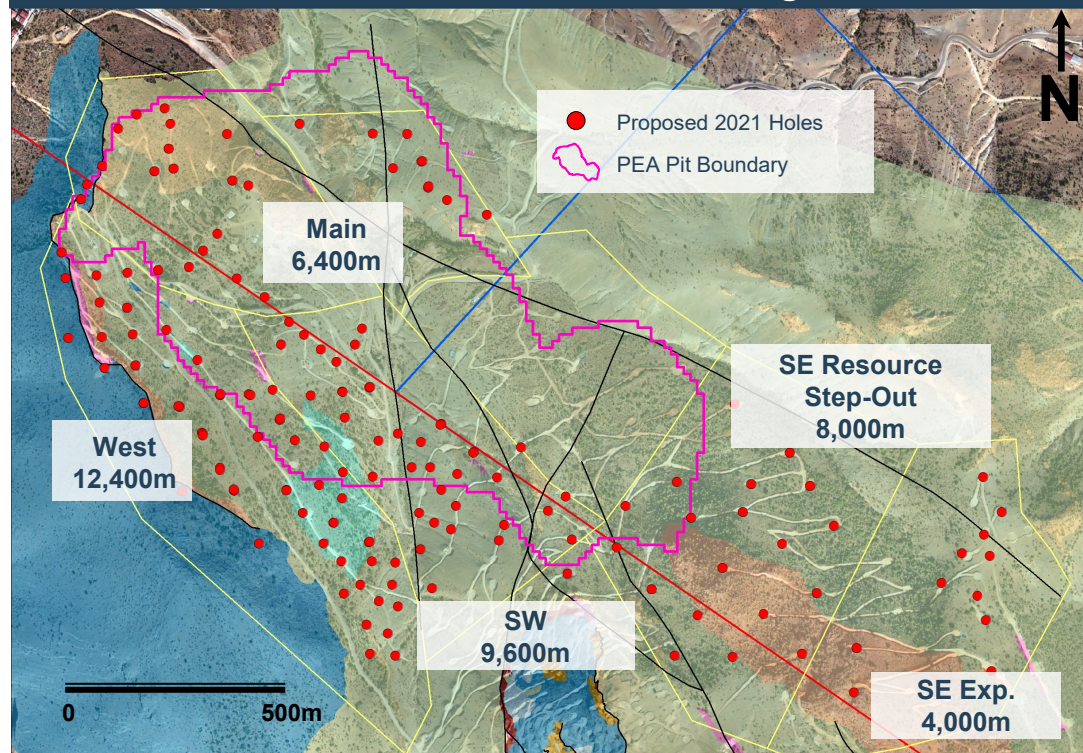 N
Proposed 2021 Holes
PEA Pit Boundary
Main
6,400m
SE Resource
Step-Out
8,000m
West
12,400m
SW
9,600m
SE Exp.
4,000m
0 500m